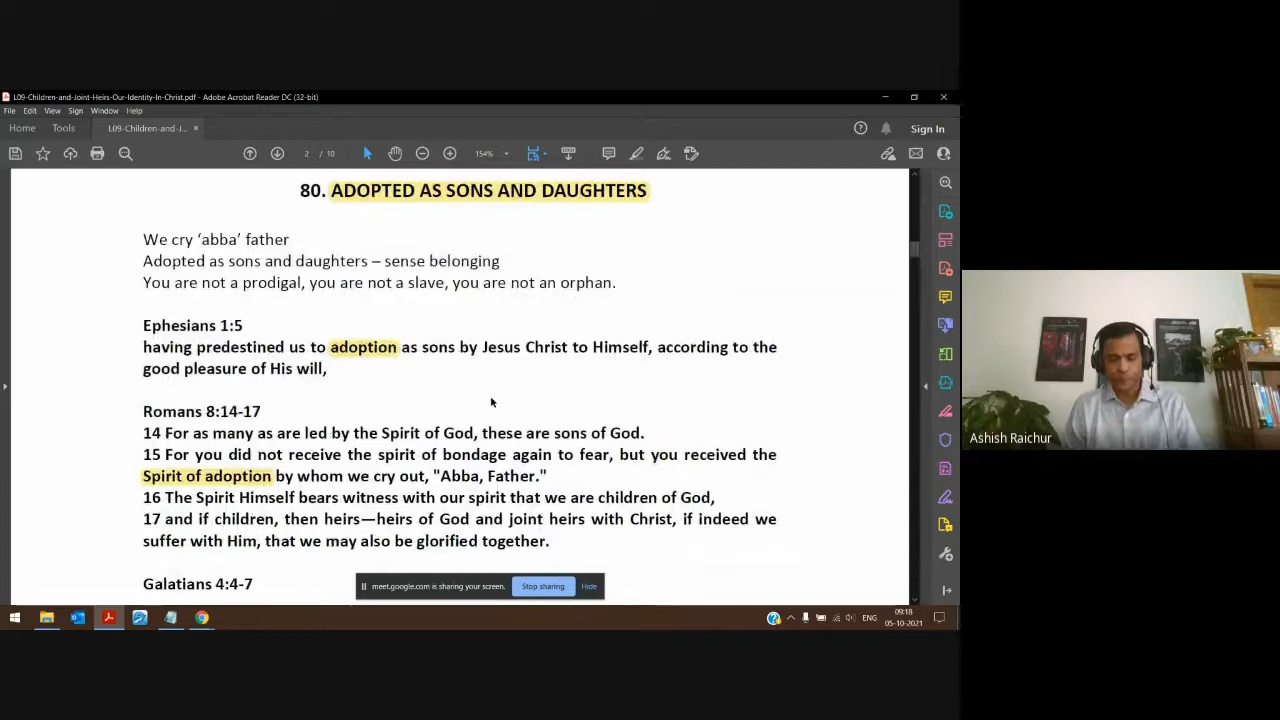 L09-Children-and-Joint-Heirs-Our-Identity-In-Christ.pdf - Adobe Acrobat Reader DC (32-bit)
File Edit View Sign Window Help
Home Tools L09-Children-and-J... × Sign In
2 / 10 154%
80. ADOPTED AS SONS AND DAUGHTERS
We cry ‘abba’ father
Adopted as sons and daughters – sense belonging
You are not a prodigal, you are not a slave, you are not an orphan.
Ephesians 1:5
having predestined us to adoption as sons by Jesus Christ to Himself, according to the
good pleasure of His will,
Romans 8:14-17
14 For as many as are led by the Spirit of God, these are sons of God.
15 For you did not receive the spirit of bondage again to fear, but you received the
Spirit of adoption by whom we cry out, "Abba, Father."
16 The Spirit Himself bears witness with our spirit that we are children of God,
17 and if children, then heirs—heirs of God and joint heirs with Christ, if indeed we
suffer with Him, that we may also be glorified together.
Galatians 4:4-7
meet.google.com is sharing your screen. Stop sharing Hide
Ashish Raichur
ENG
09:18
05-10-2021